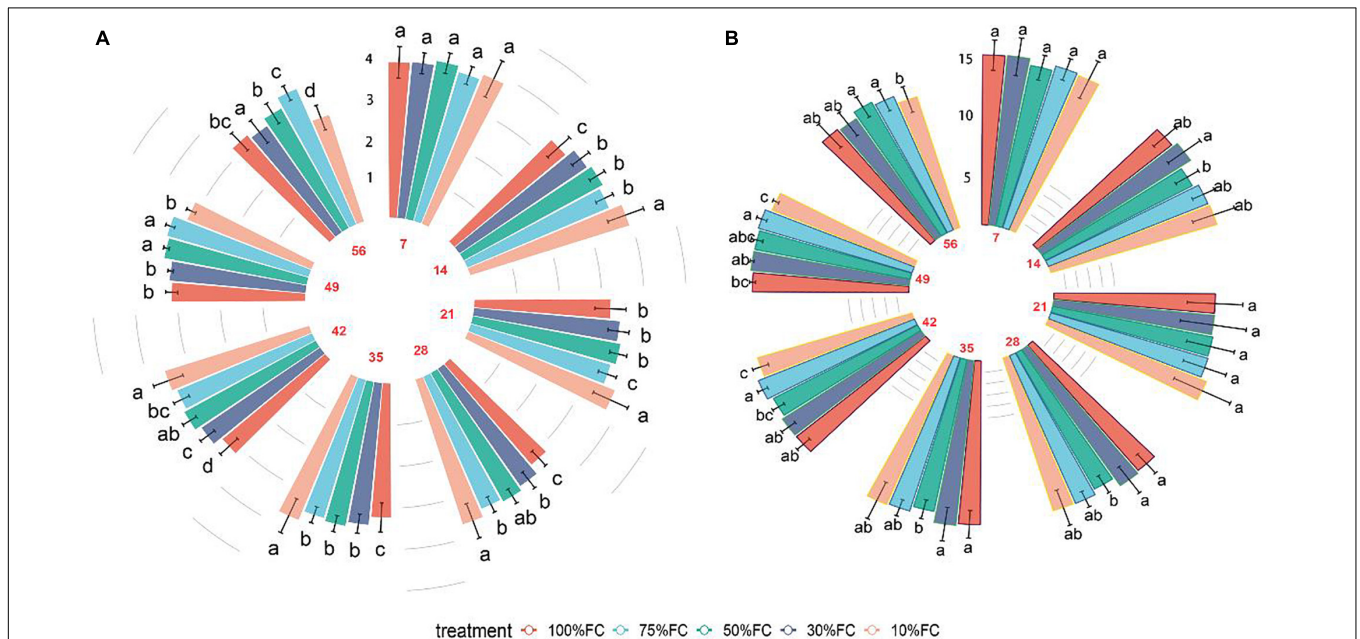 A
B
4
3
2
1
a a a a a
c b b b a
b b b c a
c b ab b a
c b b b a
d c ab bc a
b b a a b
bc a b c d
7
14
21
28
35
42
49
56
15
10
5
a a a a a
ab a b ab ab
a a a a a
a a b ab ab
a a b ab ab
ab ab bc a c
bc ab abc a c
ab ab a a b
7
14
21
28
35
42
49
56
treatment 100%FC 75%FC 50%FC 30%FC 10%FC